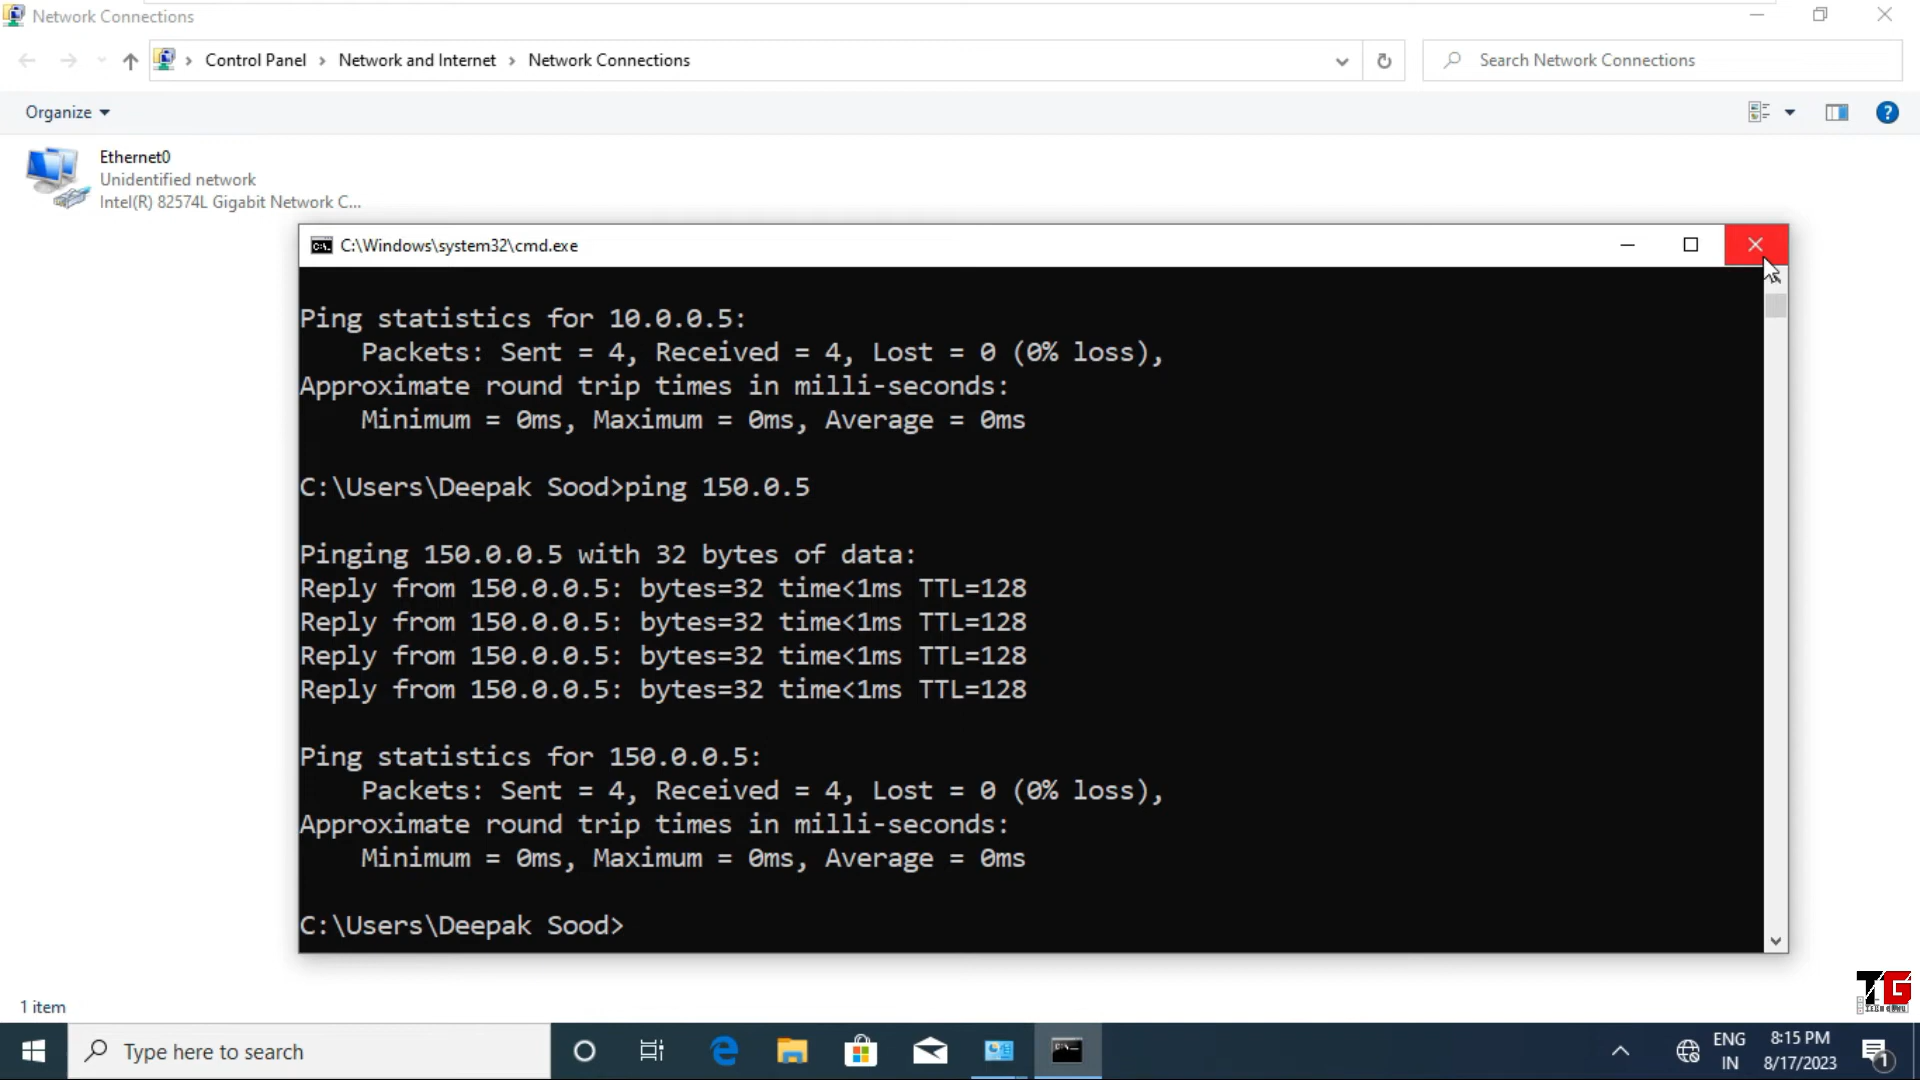 Network Connections
Control Panel › Network and Internet › Network Connections
Search Network Connections
Organize
Ethernet0
Unidentified network
Intel(R) 82574L Gigabit Network C...
C:\Windows\system32\cmd.exe
Ping statistics for 10.0.0.5:
Packets: Sent = 4, Received = 4, Lost = 0 (0% loss),
Approximate round trip times in milli-seconds:
Minimum = 0ms, Maximum = 0ms, Average = 0ms
C:\Users\Deepak Sood>ping 150.0.5
Pinging 150.0.0.5 with 32 bytes of data:
Reply from 150.0.0.5: bytes=32 time<1ms TTL=128
Reply from 150.0.0.5: bytes=32 time<1ms TTL=128
Reply from 150.0.0.5: bytes=32 time<1ms TTL=128
Reply from 150.0.0.5: bytes=32 time<1ms TTL=128
Ping statistics for 150.0.0.5:
Packets: Sent = 4, Received = 4, Lost = 0 (0% loss),
Approximate round trip times in milli-seconds:
Minimum = 0ms, Maximum = 0ms, Average = 0ms
C:\Users\Deepak Sood>
TG
1 item
Type here to search
ENG
IN
8:15 PM
8/17/2023
1